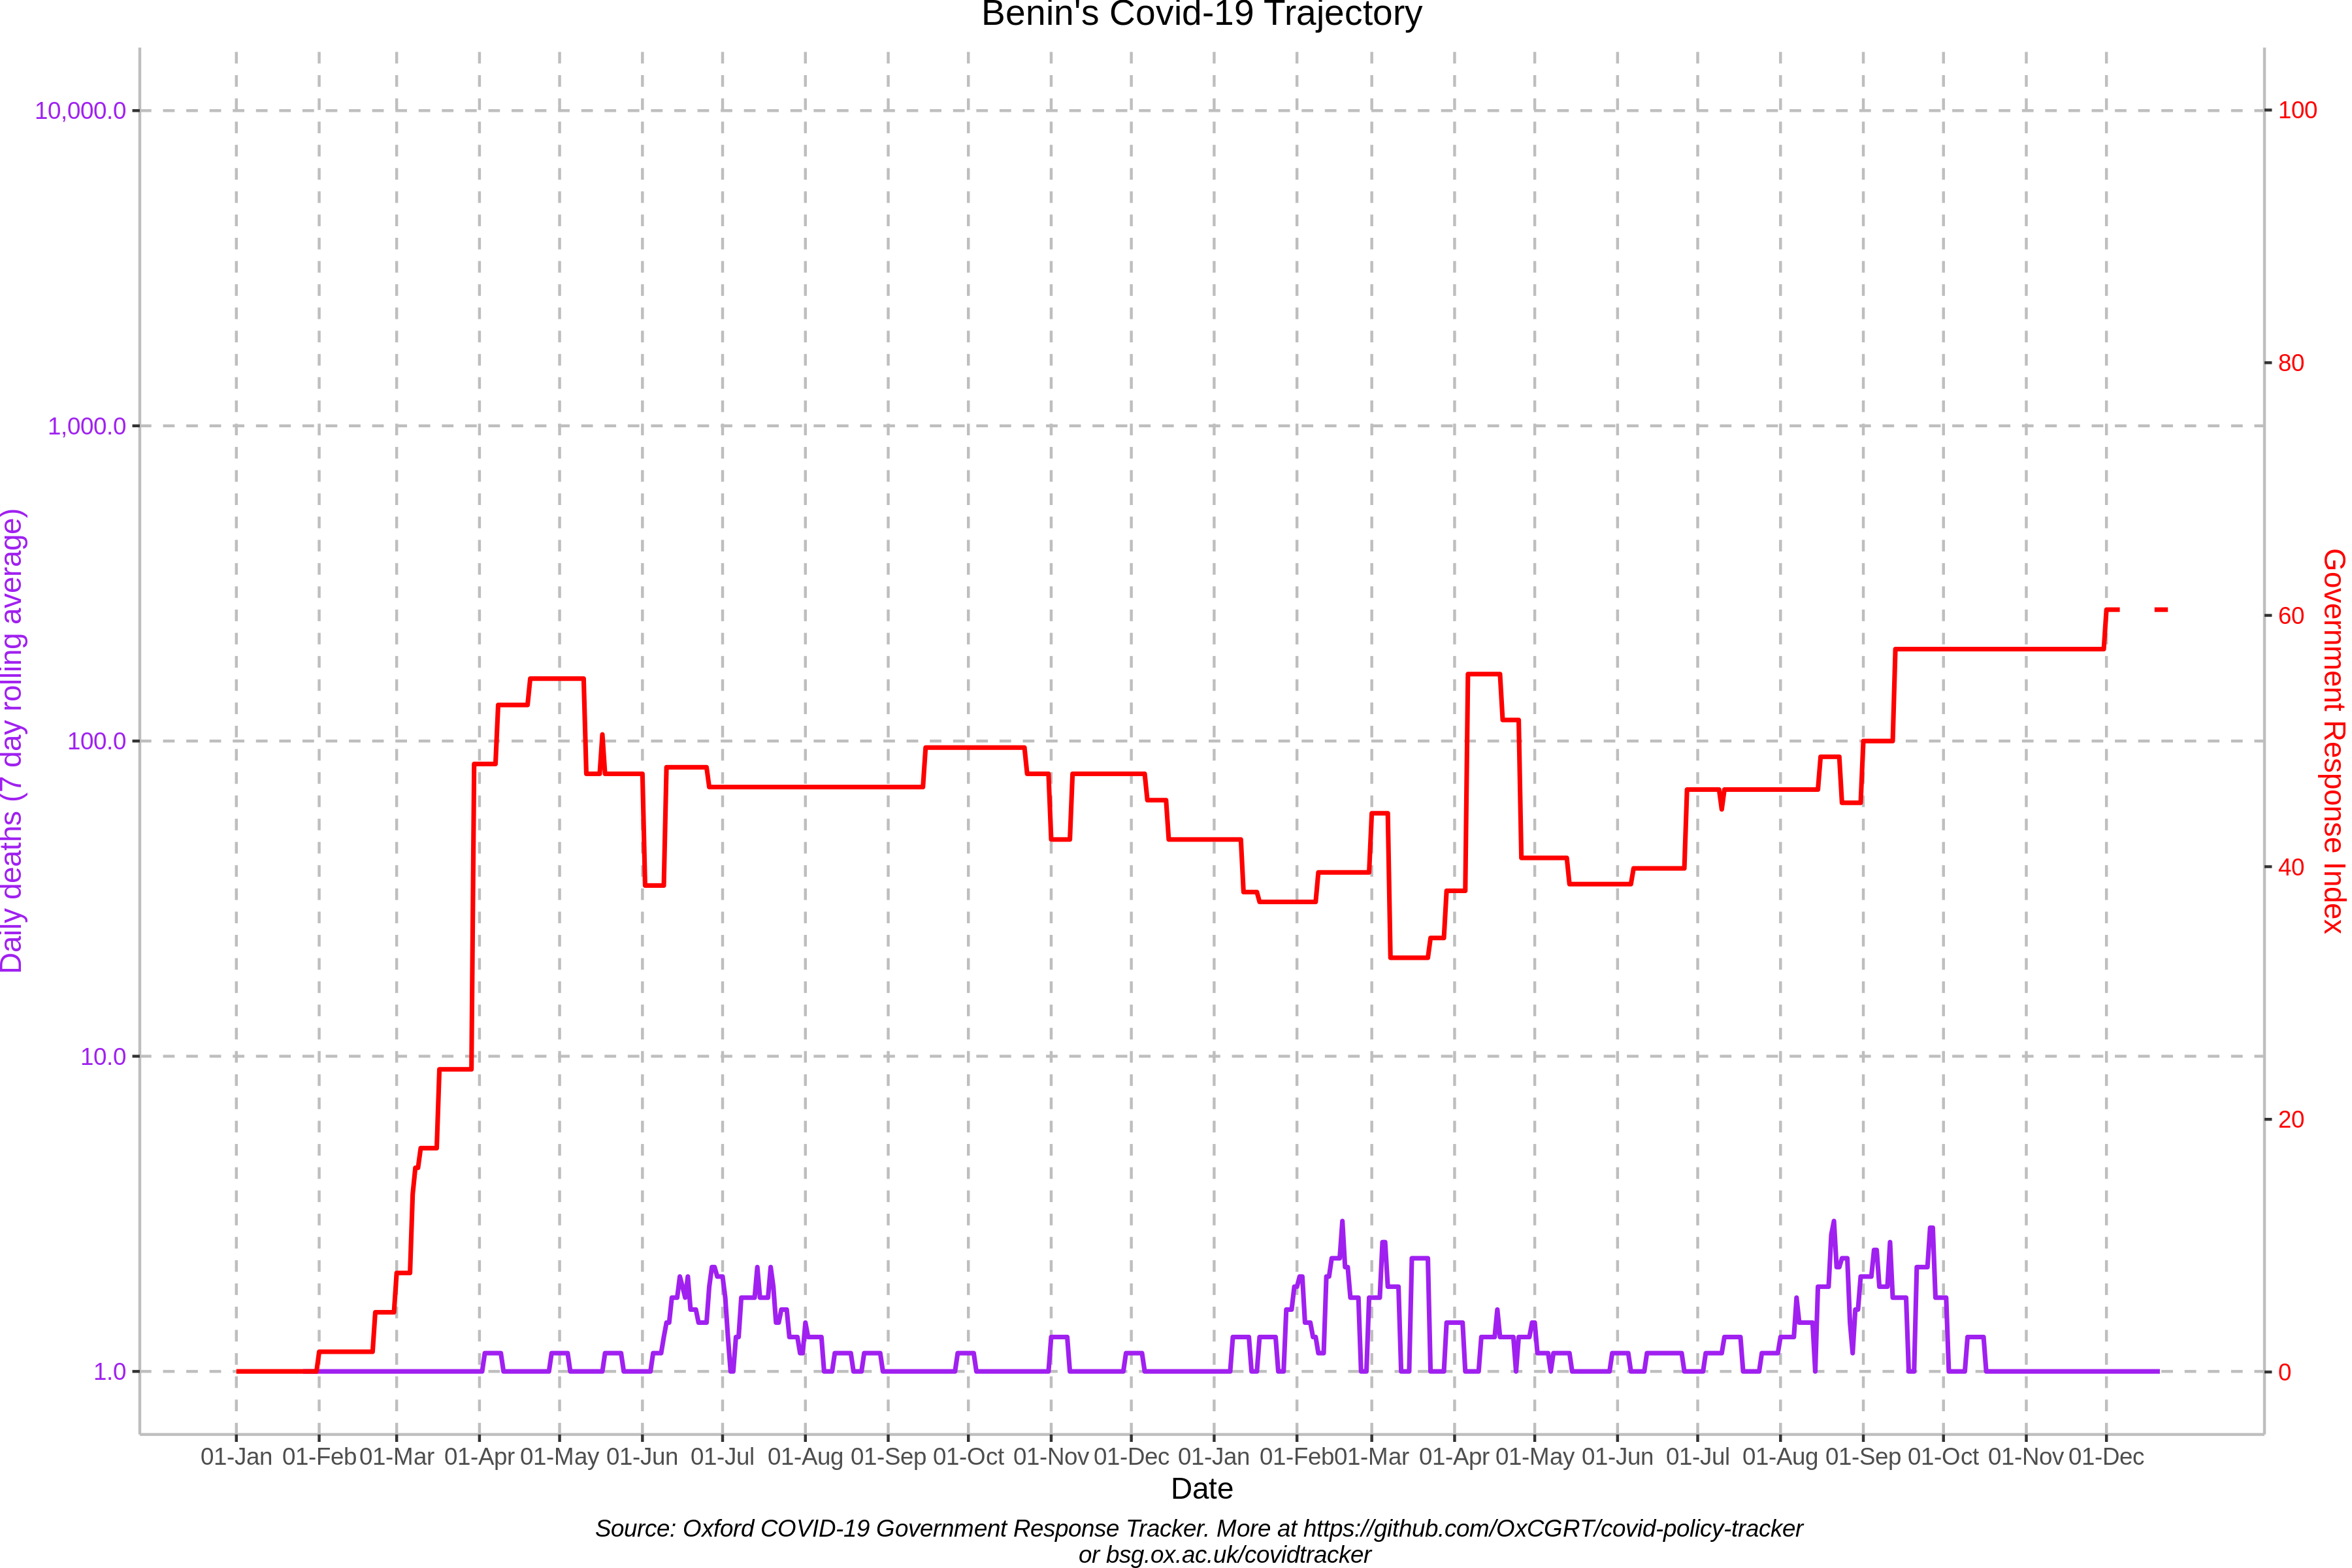 Benin's Covid-19 Trajectory
10,000.0
1,000.0
100.0
10.0
1.0
Daily deaths (7 day rolling average)
100
80
60
40
20
0
Government Response Index
01-Jan 01-Feb 01-Mar 01-Apr 01-May 01-Jun 01-Jul 01-Aug 01-Sep 01-Oct 01-Nov 01-Dec 01-Jan 01-Feb 01-Mar 01-Apr 01-May 01-Jun 01-Jul 01-Aug 01-Sep 01-Oct 01-Nov 01-Dec
Date
Source: Oxford COVID-19 Government Response Tracker. More at https://github.com/OxCGRT/covid-policy-tracker
or bsg.ox.ac.uk/covidtracker